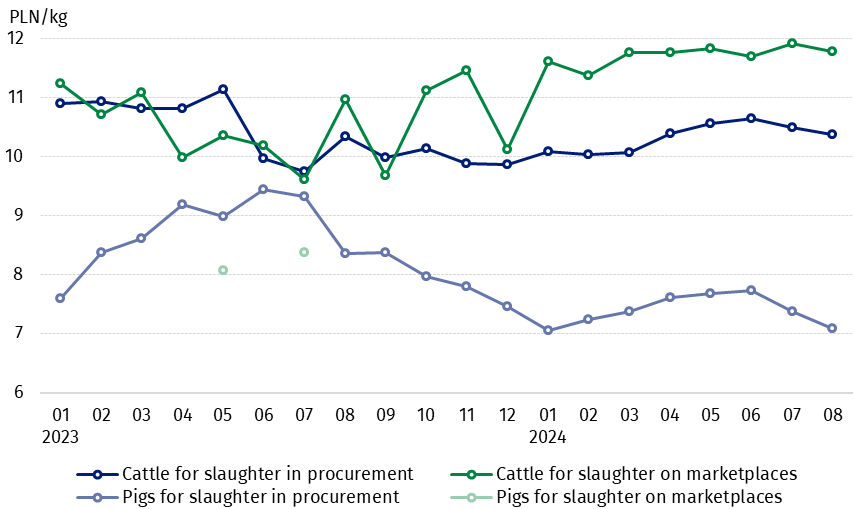 PLN/kg
12
11
10
9
8
7
6
01 02 03 04 05 06 07 08 09 10 11 12 01 02 03 04 05 06 07 08
2023 2024
Cattle for slaughter in procurement Cattle for slaughter on marketplaces
Pigs for slaughter in procurement Pigs for slaughter on marketplaces